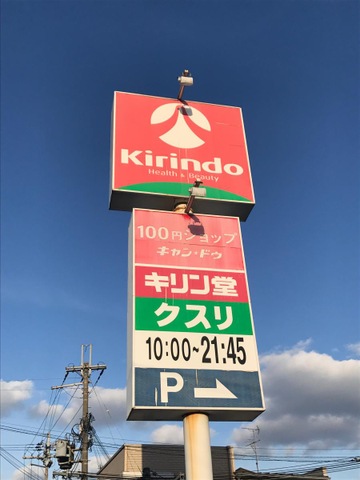 Kirindo
Health & Beauty
100円ショップ
キャン・ドゥ
キリン堂
クスリ
10:00~21:45
P